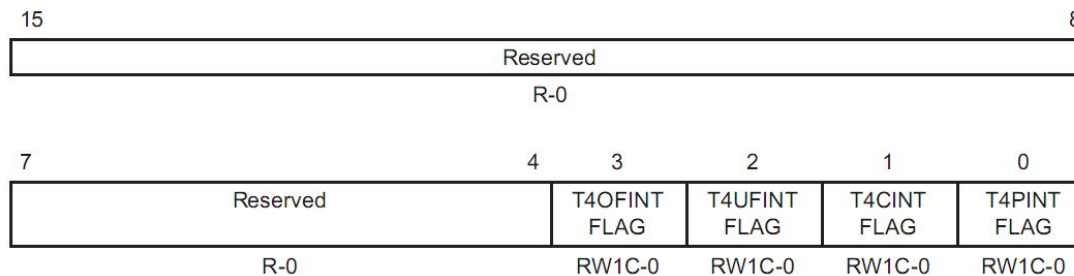 15 8
Reserved
R-0
7 4 3 2 1 0
Reserved T4OFINT FLAG T4UFINT FLAG T4CINT FLAG T4PINT FLAG
R-0 RW1C-0 RW1C-0 RW1C-0 RW1C-0